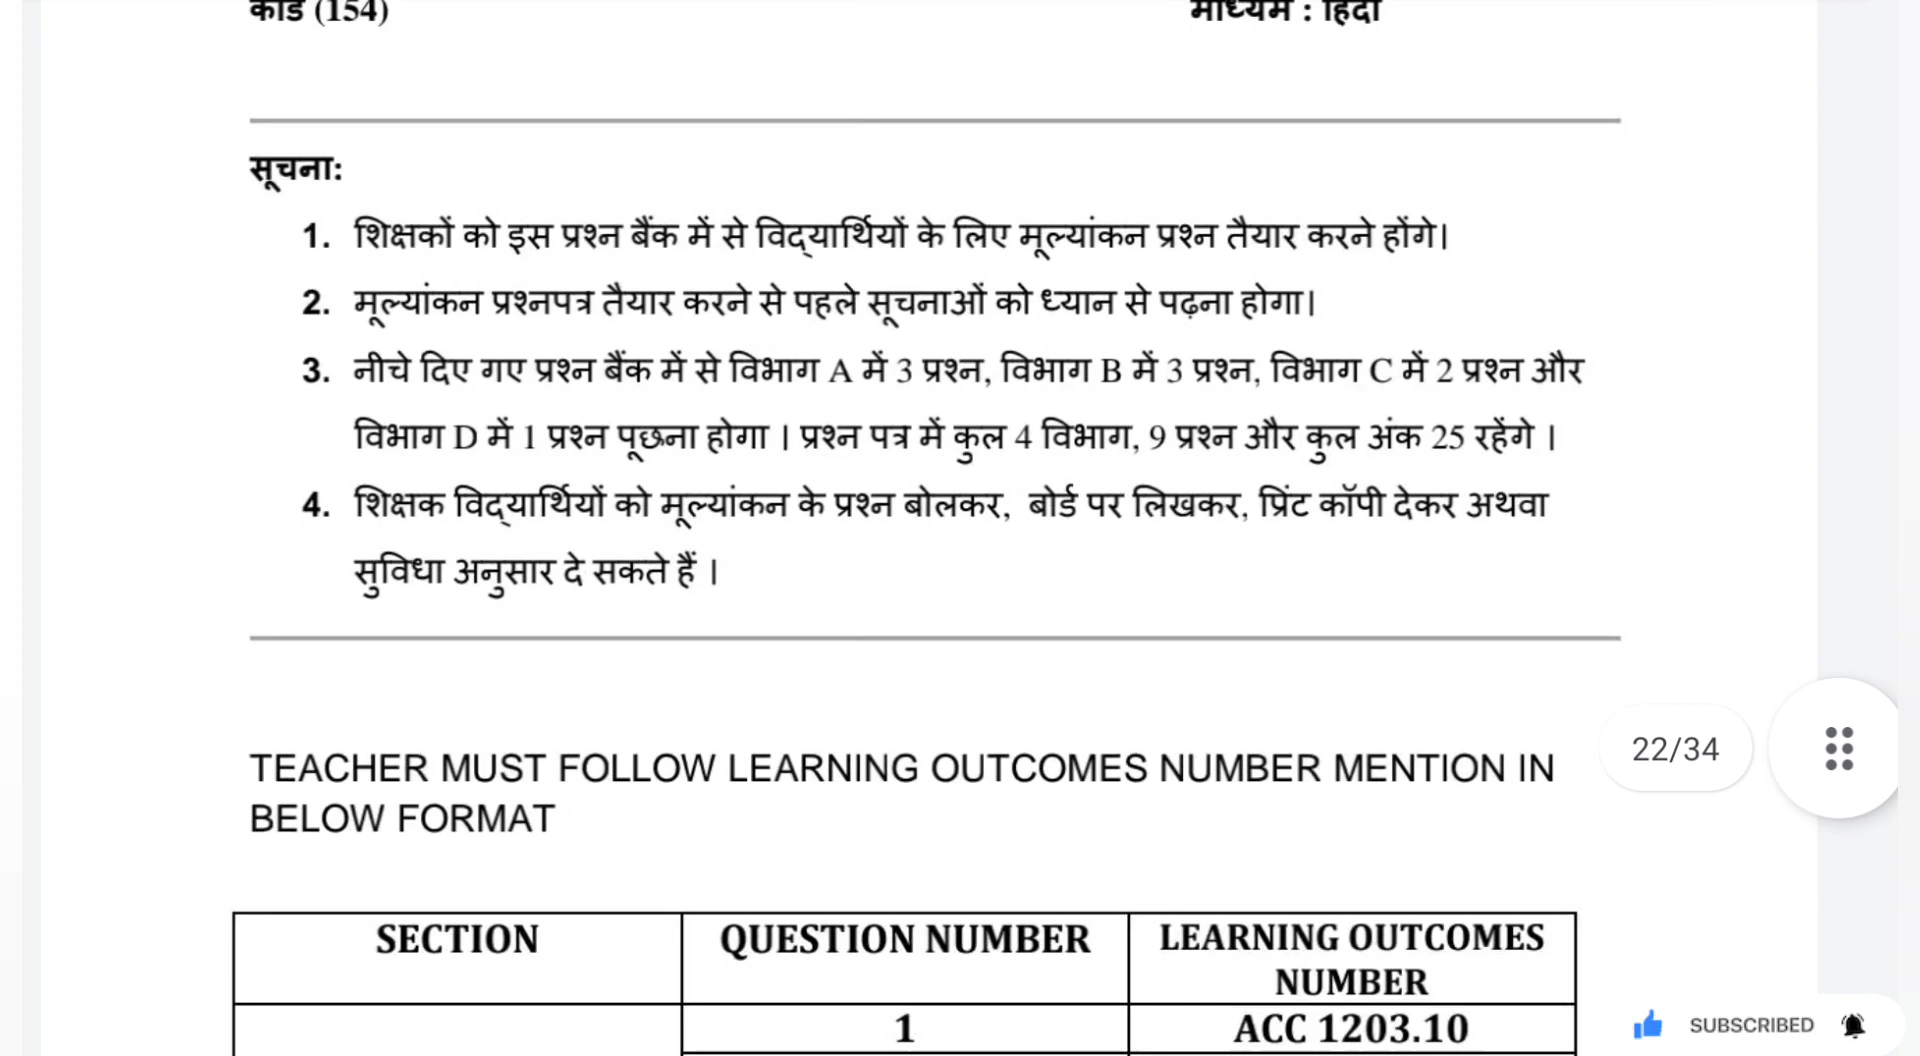 कोड (154) माध्यम : हिंदी
सूचना:
1. शिक्षकों को इस प्रश्न बैंक में से विद्यार्थियों के लिए मूल्यांकन प्रश्न तैयार करने होंगे।
2. मूल्यांकन प्रश्नपत्र तैयार करने से पहले सूचनाओं को ध्यान से पढ़ना होगा।
3. नीचे दिए गए प्रश्न बैंक में से विभाग A में 3 प्रश्न, विभाग B में 3 प्रश्न, विभाग C में 2 प्रश्न और
विभाग D में 1 प्रश्न पूछना होगा । प्रश्न पत्र में कुल 4 विभाग, 9 प्रश्न और कुल अंक 25 रहेंगे ।
4. शिक्षक विद्यार्थियों को मूल्यांकन के प्रश्न बोलकर, बोर्ड पर लिखकर, प्रिंट कॉपी देकर अथवा
सुविधा अनुसार दे सकते हैं ।
22/34
TEACHER MUST FOLLOW LEARNING OUTCOMES NUMBER MENTION IN
BELOW FORMAT
SECTION QUESTION NUMBER LEARNING OUTCOMES
NUMBER
1 ACC 1203.10
SUBSCRIBED